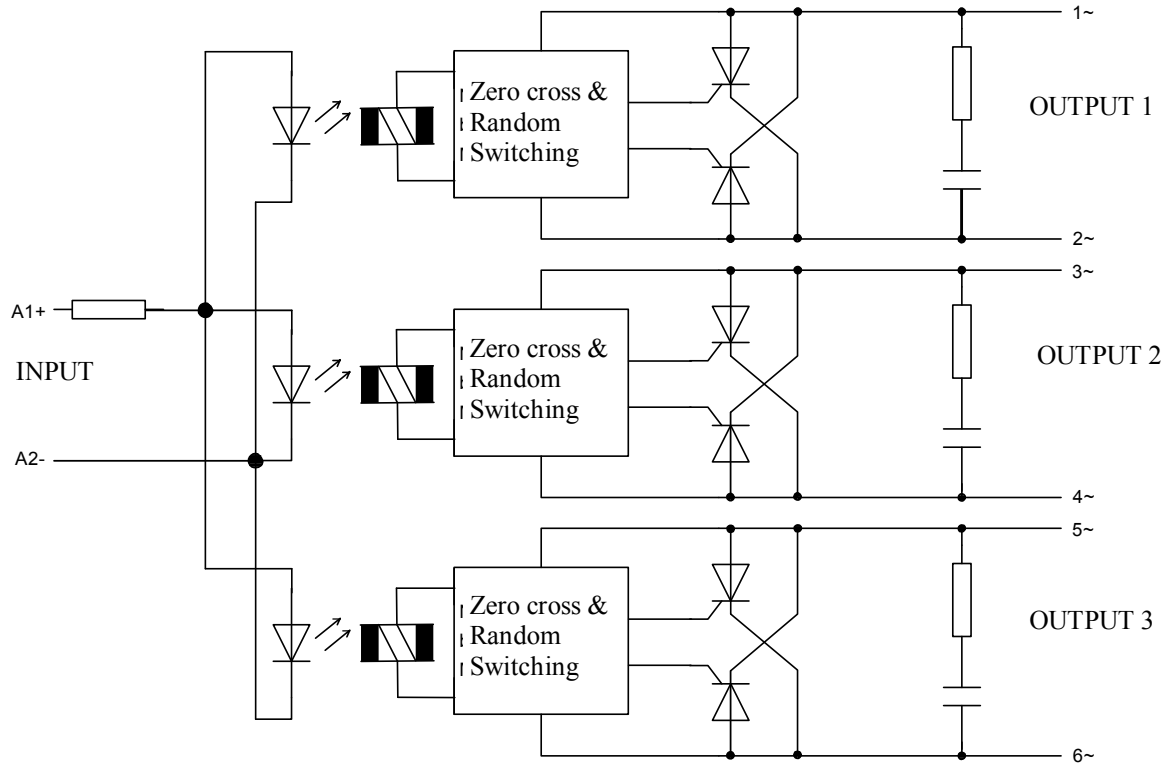 1~
Zero cross &
Random
Switching
OUTPUT 1
2~
3~
A1+
INPUT
Zero cross &
Random
Switching
OUTPUT 2
A2-
4~
5~
Zero cross &
Random
Switching
OUTPUT 3
6~